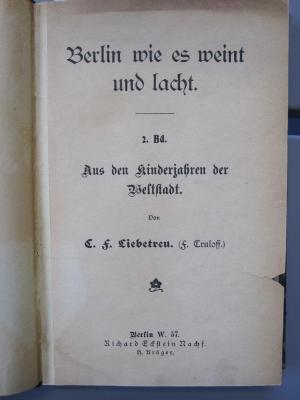 Berlin wie es weint
und lacht.
2. Bd.
Aus den Kinderjahren der
Weltstadt.
Von
C. F. Liebetreu. (F. Truloff.)
Berlin W. 57.
Richard Eckstein Nachf.
H. Krüger.